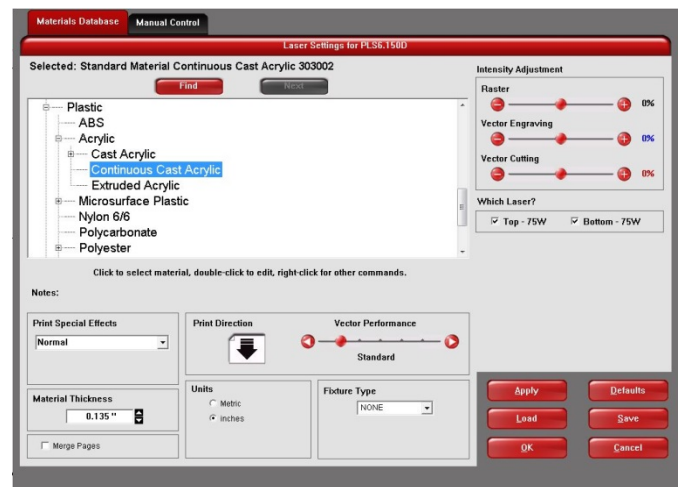 Materials Database Manual Control
Laser Settings for PLS6.150D
Selected: Standard Material Continuous Cast Acrylic 303002
Find Next
Plastic
ABS
Acrylic
Cast Acrylic
Continuous Cast Acrylic
Extruded Acrylic
Microsurface Plastic
Nylon 6/6
Polycarbonate
Polyester
Click to select material, double-click to edit, right-click for other commands.
Notes:
Intensity Adjustment
Raster
0%
Vector Engraving
0%
Vector Cutting
0%
Which Laser?
Top - 75W Bottom - 75W
Print Special Effects
Normal
Print Direction
Vector Performance
Standard
Material Thickness
0.135 "
Merge Pages
Units
Metric
inches
Fixture Type
NONE
Apply Defaults
Load Save
OK Cancel